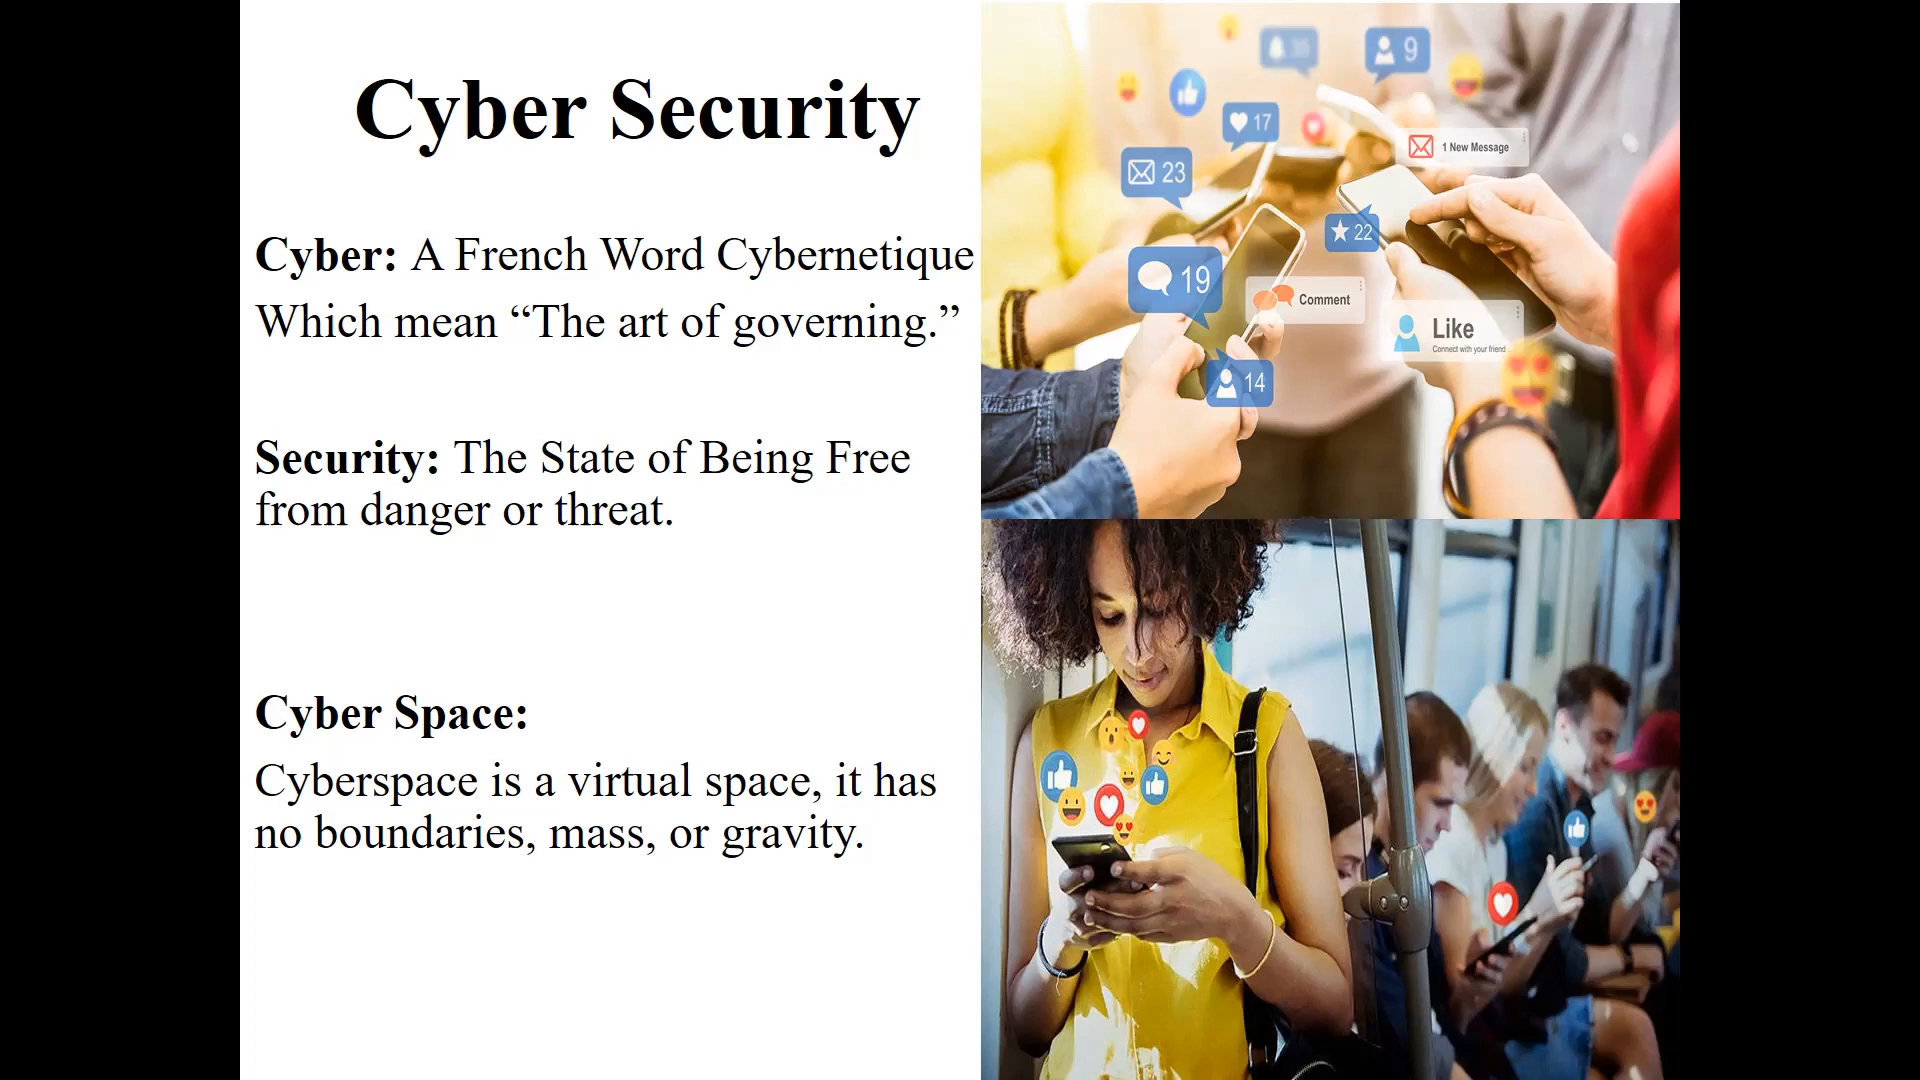 Cyber Security
Cyber: A French Word Cybernetique
Which mean “The art of governing.”
Security: The State of Being Free
from danger or threat.
Cyber Space:
Cyberspace is a virtual space, it has
no boundaries, mass, or gravity.
9
17
1 New Message
23
22
19
Comment
Like
Connect with your friend
14